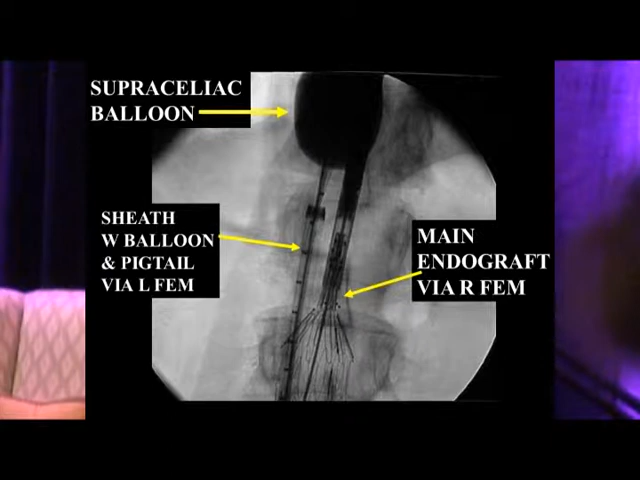 SUPRACELIAC
BALLOON
SHEATH
W BALLOON
& PIGTAIL
VIA L FEM
MAIN
ENDOGRAFT
VIA R FEM